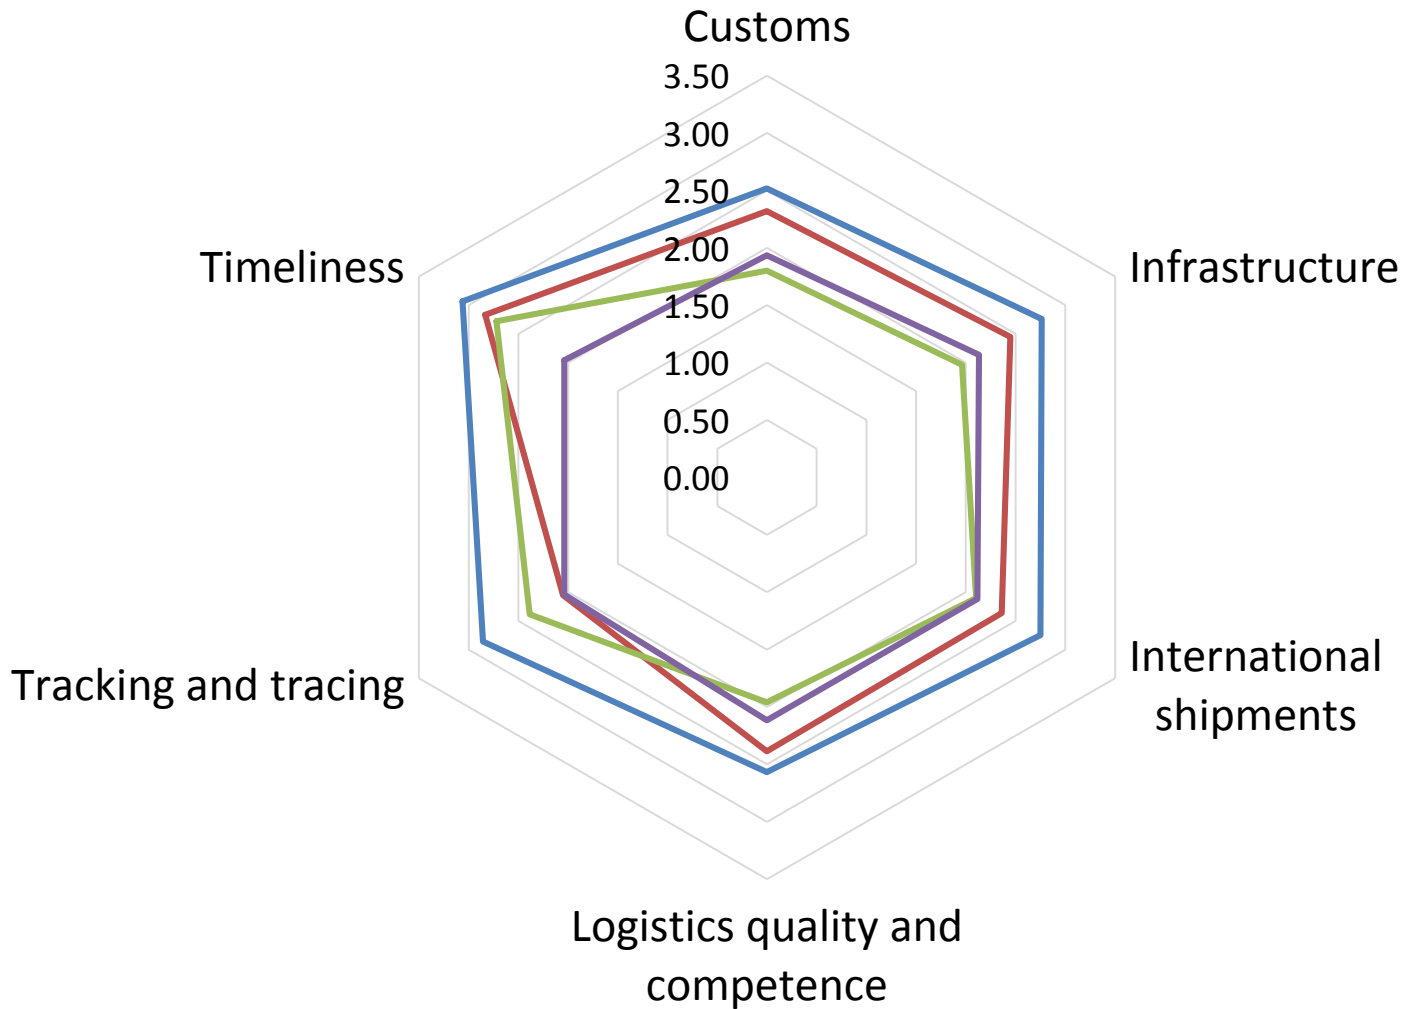 Customs
3.50
3.00
2.50
2.00
1.50
1.00
0.50
0.00
Infrastructure
International
shipments
Logistics quality and
competence
Tracking and tracing
Timeliness